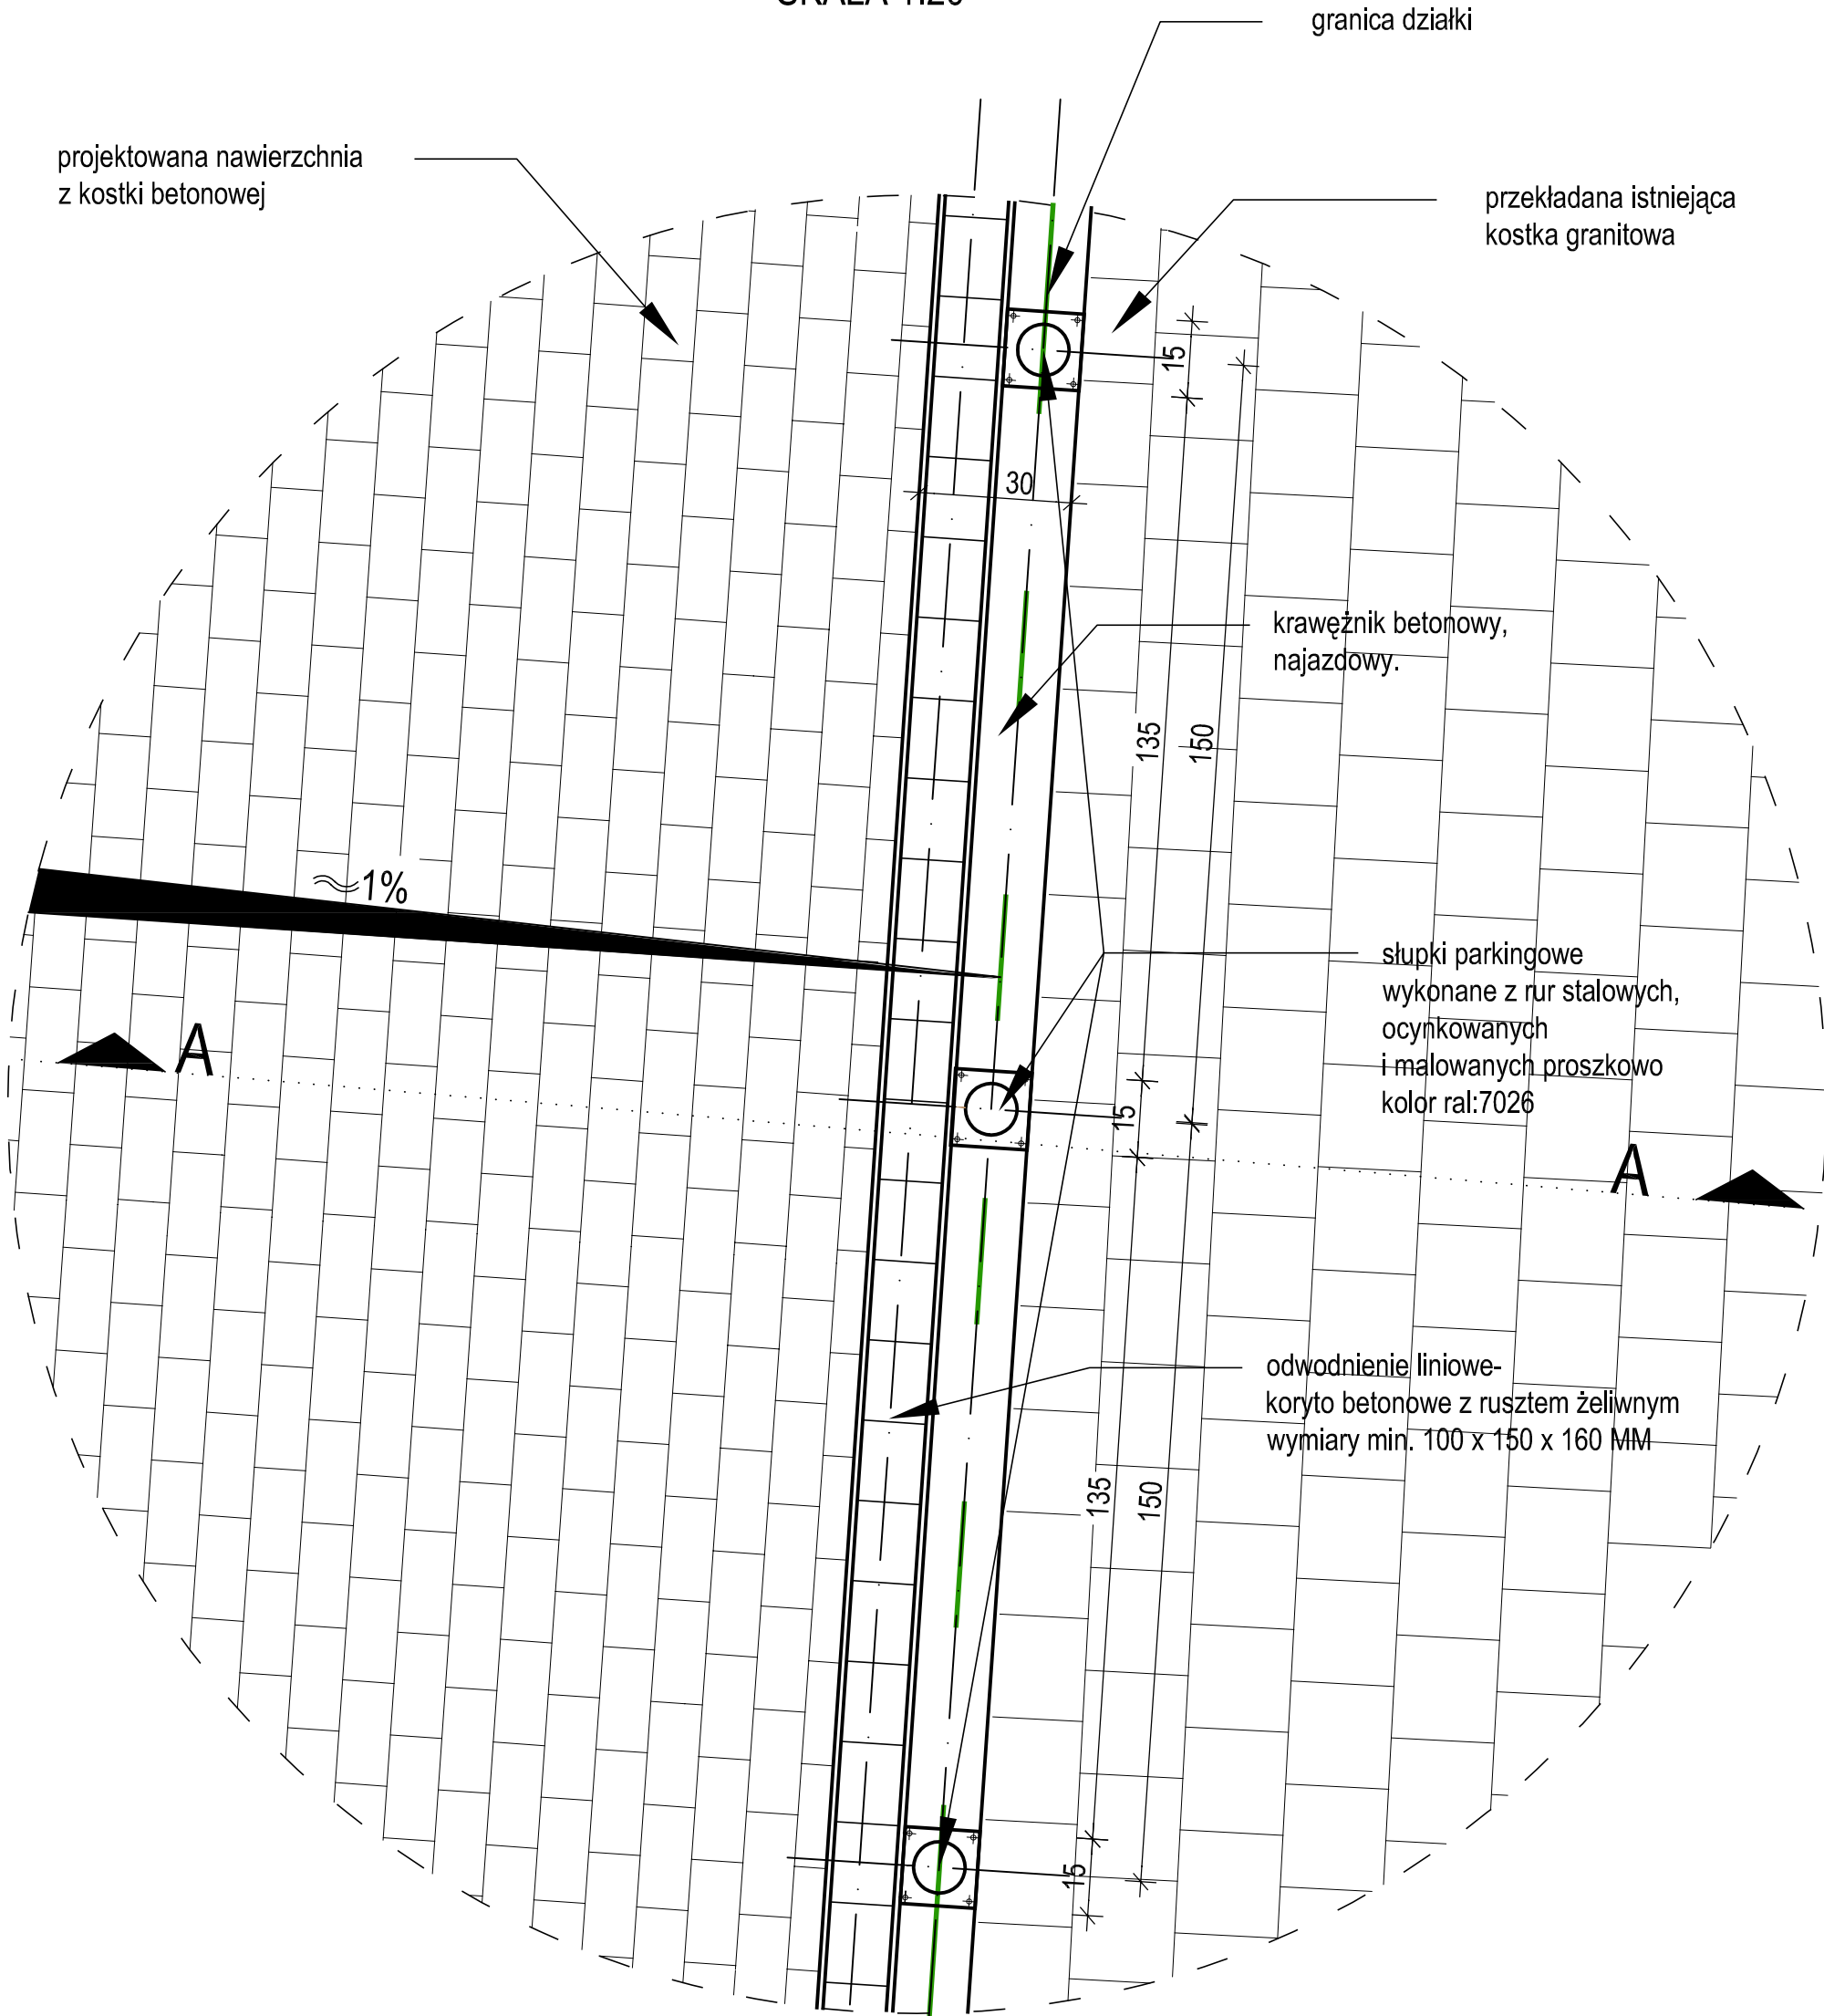 granica działki
projektowana nawierzchnia
z kostki betonowej
przekładana istniejąca
kostka granitowa
15
30
krawężnik betonowy,
najazdowy.
135
150
≈1%
słupki parkingowe
wykonane z rur stalowych,
ocynkowanych
i malowanych proszkowo
kolor ral:7026
A
15
A
odwodnienie liniowe-
koryto betonowe z rusztem żeliwnym
wymiary min. 100 x 150 x 160 MM
135
150
15